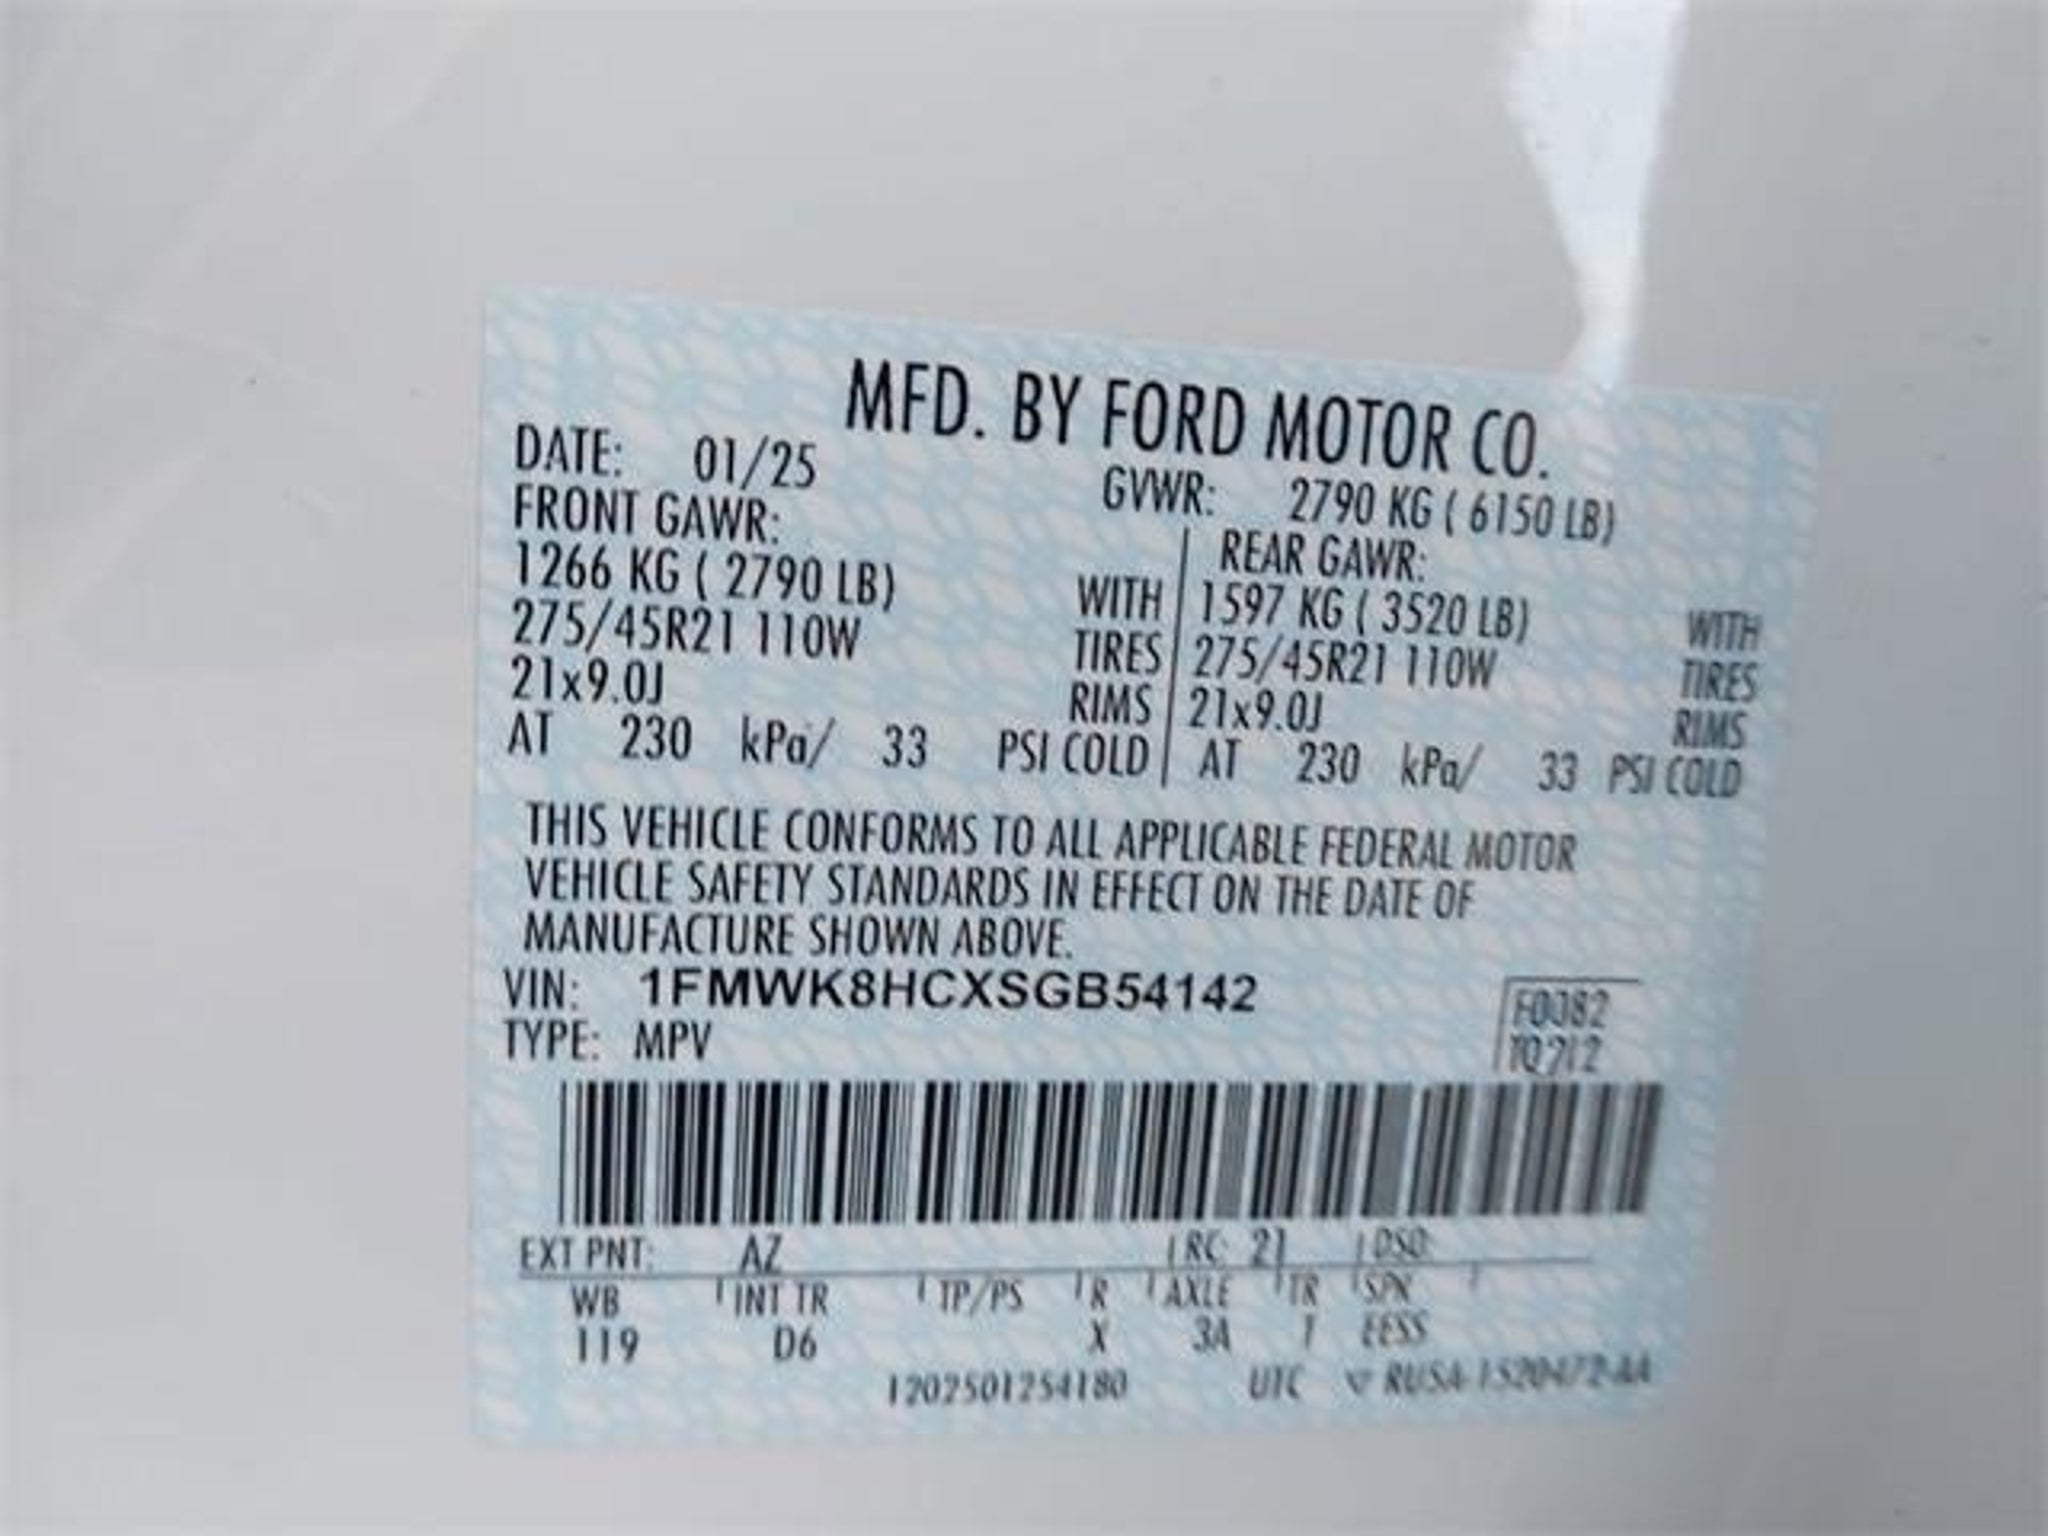 MFD. BY FORD MOTOR CO.
DATE: 01/25 GVWR: 2790 KG ( 6150 LB)
FRONT GAWR: REAR GAWR:
1266 KG ( 2790 LB) WITH 1597 KG ( 3520 LB) WITH
275/45R21 110W TIRES 275/45R21 110W TIRES
21x9.0J RIMS 21x9.0J RIMS
AT 230 kPa/ 33 PSI COLD AT 230 kPa/ 33 PSI COLD
THIS VEHICLE CONFORMS TO ALL APPLICABLE FEDERAL MOTOR
VEHICLE SAFETY STANDARDS IN EFFECT ON THE DATE OF
MANUFACTURE SHOWN ABOVE.
VIN: 1FMWK8HCXSGB54142
F0082
TYPE: MPV
EXT PNT: AZ RC: 21 DSO:
WB INT TR TP/PS R AXLE TR SPR
119 D6 X 3A T EESS
1202501254180 UTC